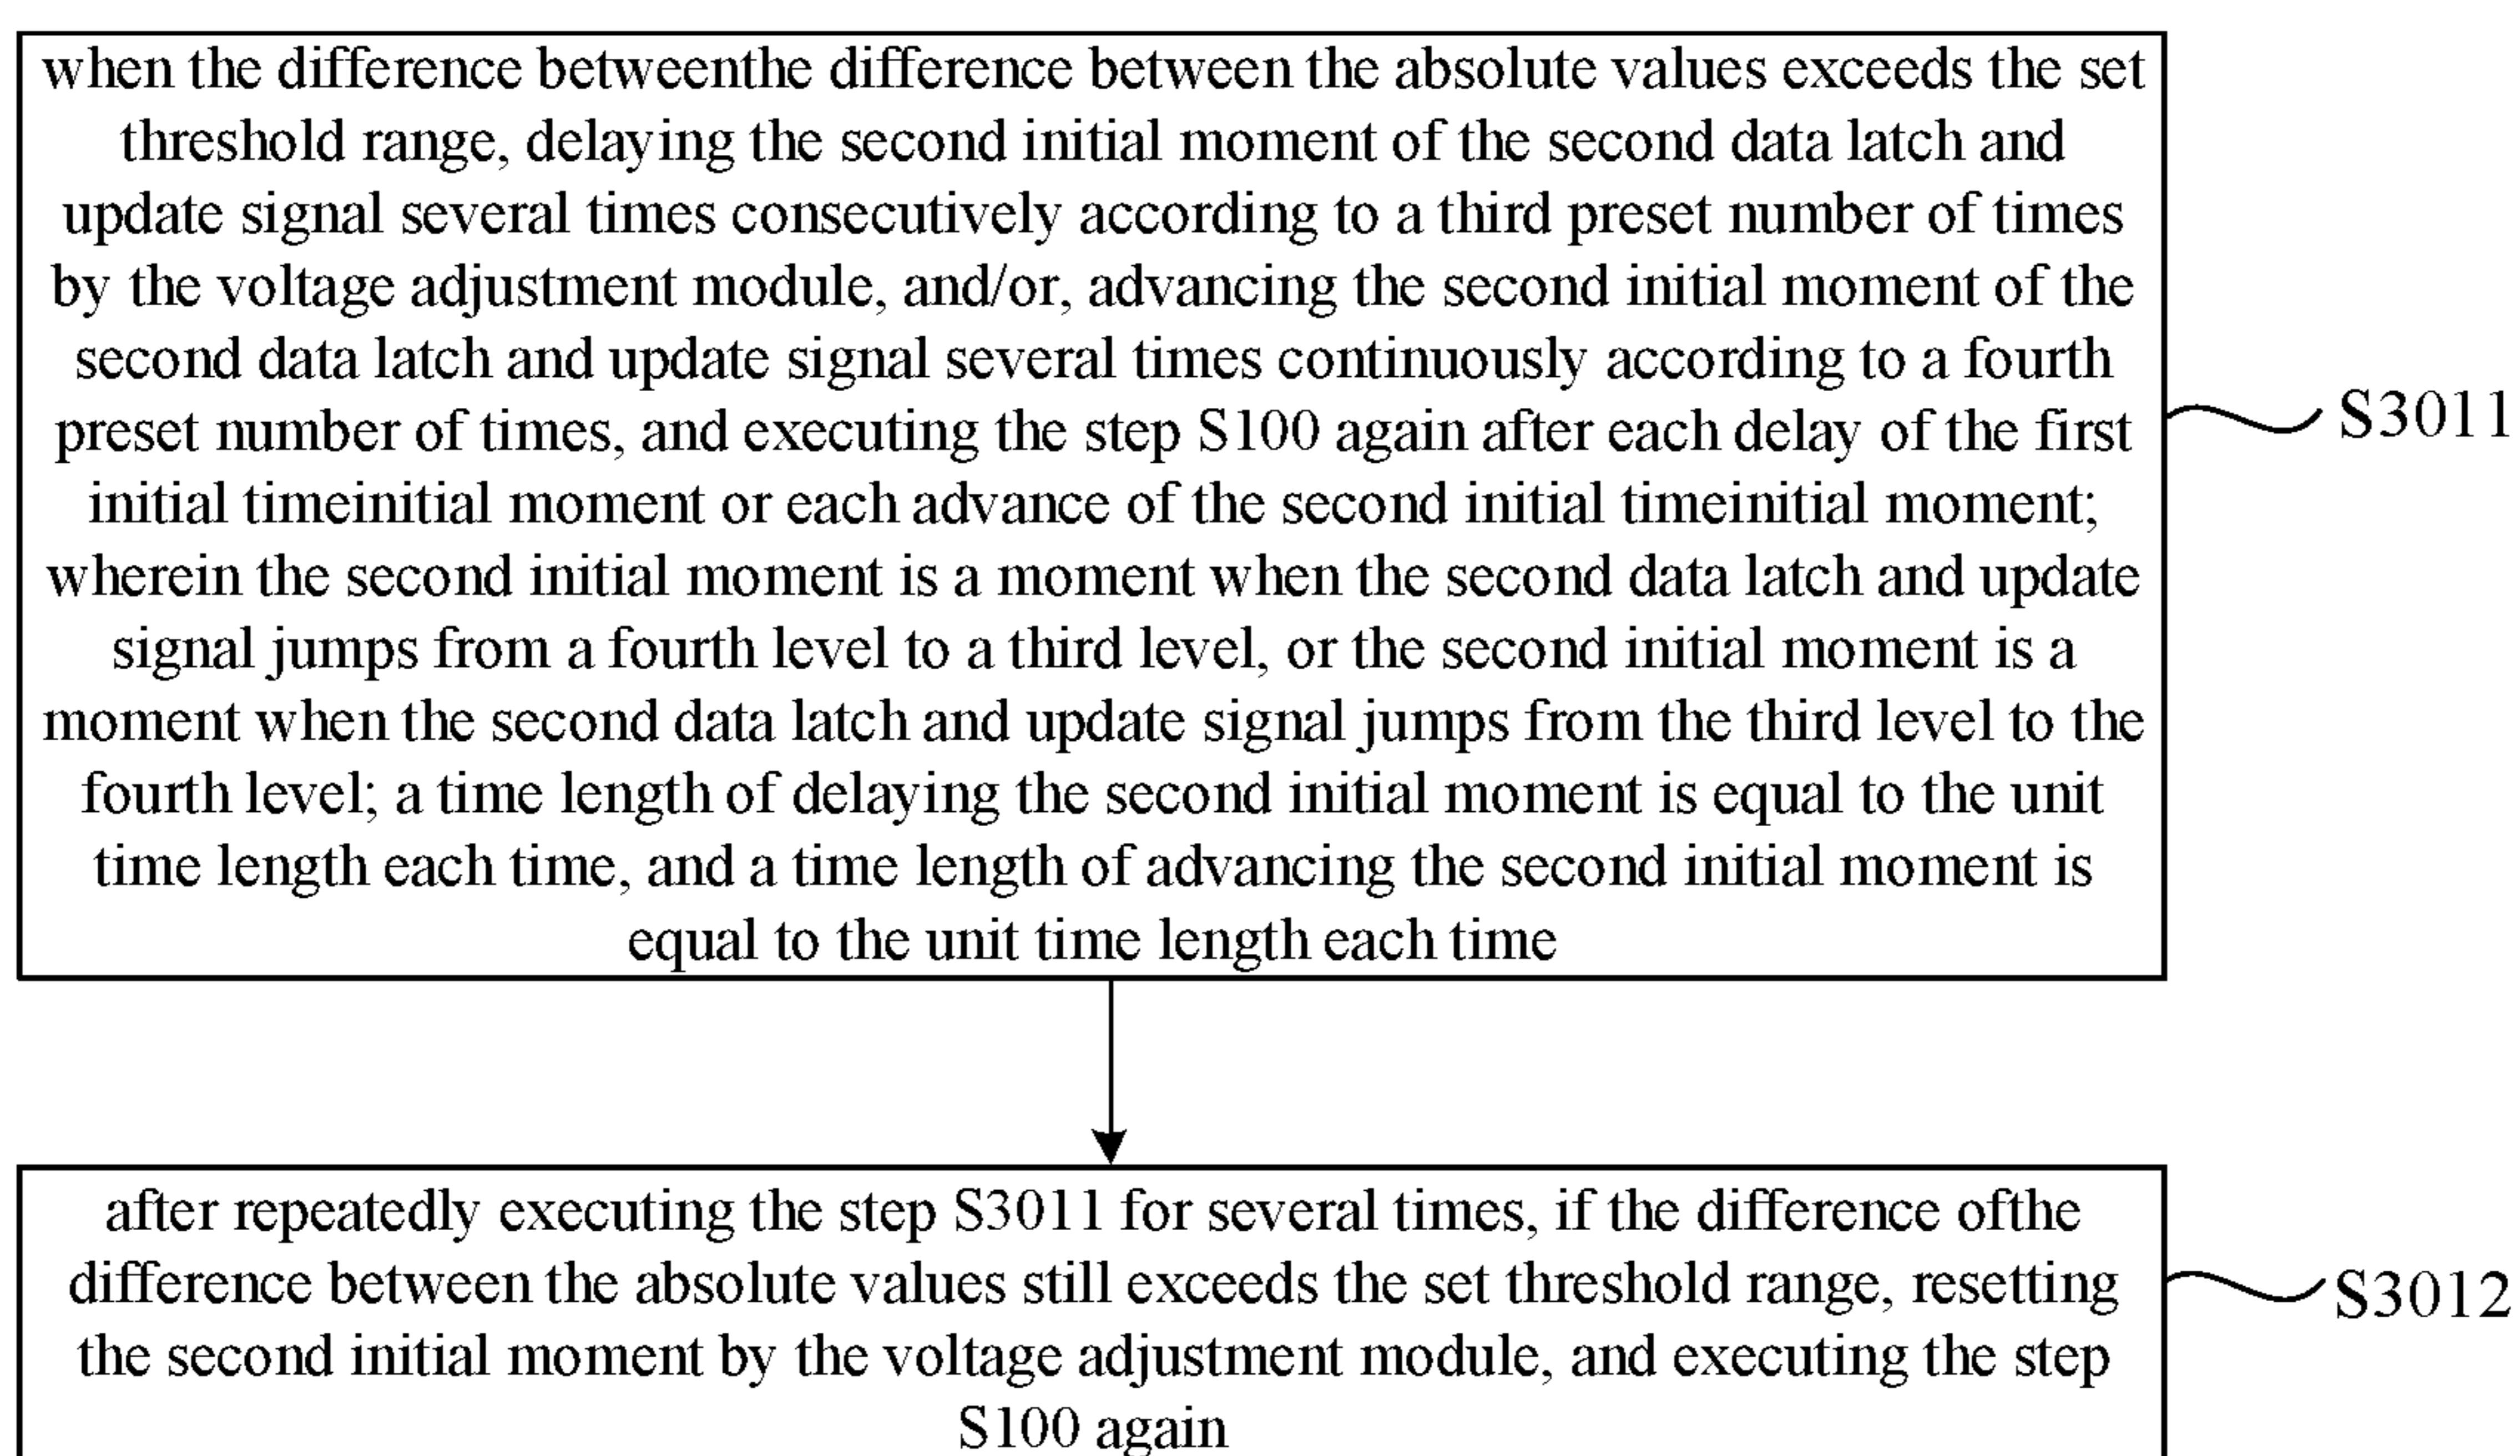 when the difference betweenthe difference between the absolute values exceeds the set
threshold range, delaying the second initial moment of the second data latch and
update signal several times consecutively according to a third preset number of times
by the voltage adjustment module, and/or, advancing the second initial moment of the
second data latch and update signal several times continuously according to a fourth
preset number of times, and executing the step S100 again after each delay of the first
initial timeinitial moment or each advance of the second initial timeinitial moment;
wherein the second initial moment is a moment when the second data latch and update
signal jumps from a fourth level to a third level, or the second initial moment is a
moment when the second data latch and update signal jumps from the third level to the
fourth level; a time length of delaying the second initial moment is equal to the unit
time length each time, and a time length of advancing the second initial moment is
equal to the unit time length each time
S3011
after repeatedly executing the step S3011 for several times, if the difference ofthe
difference between the absolute values still exceeds the set threshold range, resetting
the second initial moment by the voltage adjustment module, and executing the step
S100 again
S3012